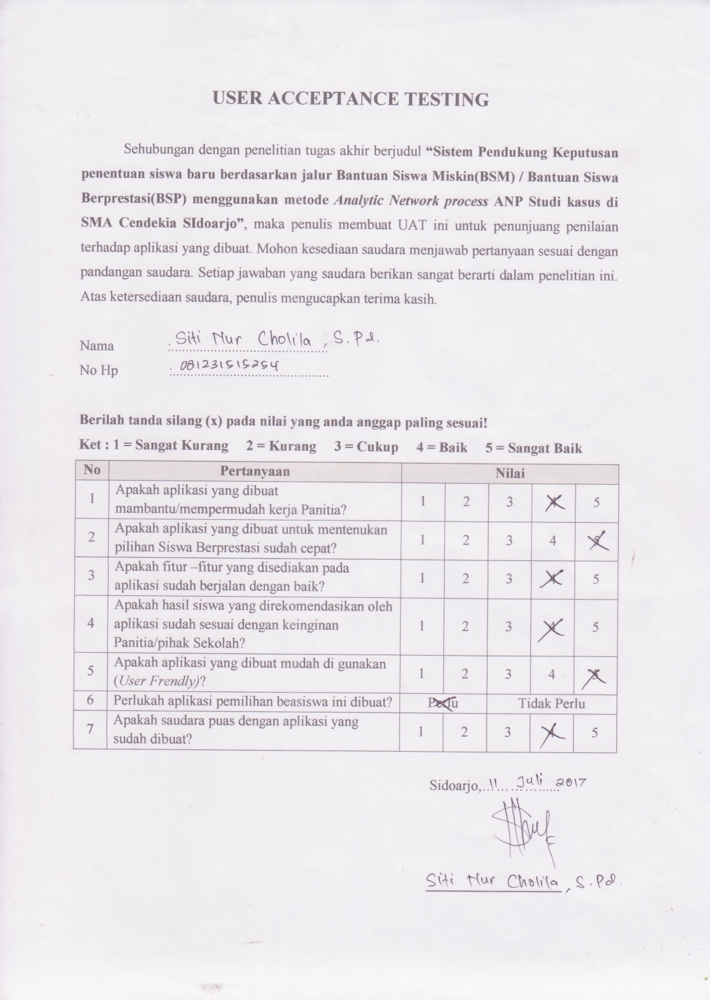 USER ACCEPTANCE TESTING
Sehubungan dengan penelitian tugas akhir berjudul “Sistem Pendukung Keputusan
penentuan siswa baru berdasarkan jalur Bantuan Siswa Miskin(BSM) / Bantuan Siswa
Berprestasi(BSP) menggunakan metode Analytic Network process ANP Studi kasus di
SMA Cendekia SIdoarjo”, maka penulis membuat UAT ini untuk penunjuang penilaian
terhadap aplikasi yang dibuat. Mohon kesediaan saudara menjawab pertanyaan sesuai dengan
pandangan saudara. Setiap jawaban yang saudara berikan sangat berarti dalam penelitian ini.
Atas ketersediaan saudara, penulis mengucapkan terima kasih.
Nama : Siti Nur Cholila, S.Pd.
No Hp : 081231515254
Berilah tanda silang (x) pada nilai yang anda anggap paling sesuai!
Ket : 1 = Sangat Kurang 2 = Kurang 3 = Cukup 4 = Baik 5 = Sangat Baik
No Pertanyaan Nilai
1 Apakah aplikasi yang dibuat
mambantu/mempermudah kerja Panitia? 1 2 3 4 5
2 Apakah aplikasi yang dibuat untuk mentenukan
pilihan Siswa Berprestasi sudah cepat? 1 2 3 4 5
3 Apakah fitur –fitur yang disediakan pada
aplikasi sudah berjalan dengan baik? 1 2 3 4 5
Apakah hasil siswa yang direkomendasikan oleh
4 aplikasi sudah sesuai dengan keinginan 1 2 3 4 5
Panitia/pihak Sekolah?
5 Apakah aplikasi yang dibuat mudah di gunakan
(User Frendly)? 1 2 3 4 5
6 Perlukah aplikasi pemilihan beasiswa ini dibuat? Perlu Tidak Perlu
7 Apakah saudara puas dengan aplikasi yang
sudah dibuat? 1 2 3 4 5
Sidoarjo, 11 Juli 2017
Siti Nur Cholila, S.Pd.